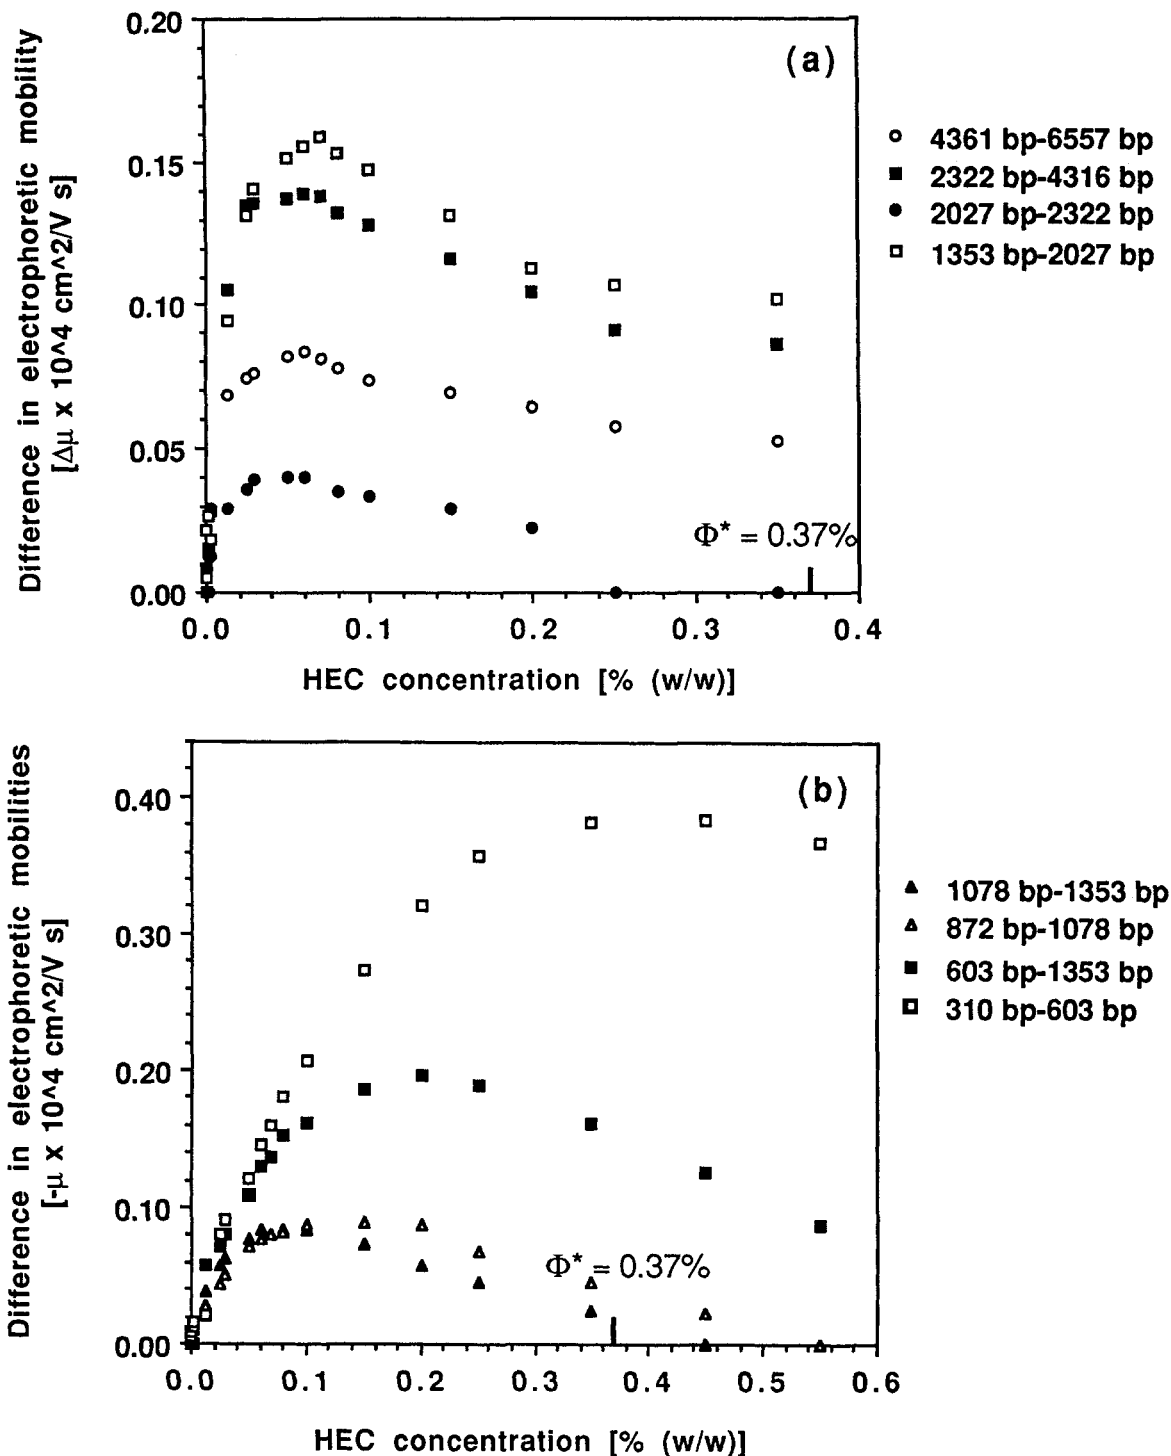 (a)
0.20
0.15
0.10
0.05
0.00
0.0
0.1
0.2
0.3
0.4
Difference in electrophoretic mobility
[Δμ x 10^4 cm^2/V s]
HEC concentration [% (w/w)]
Φ* = 0.37%
4361 bp-6557 bp
2322 bp-4316 bp
2027 bp-2322 bp
1353 bp-2027 bp
(b)
0.40
0.30
0.20
0.10
0.00
0.0
0.1
0.2
0.3
0.4
0.5
0.6
Difference in electrophoretic mobilities
[-μ x 10^4 cm^2/V s]
HEC concentration [% (w/w)]
Φ* = 0.37%
1078 bp-1353 bp
872 bp-1078 bp
603 bp-1353 bp
310 bp-603 bp